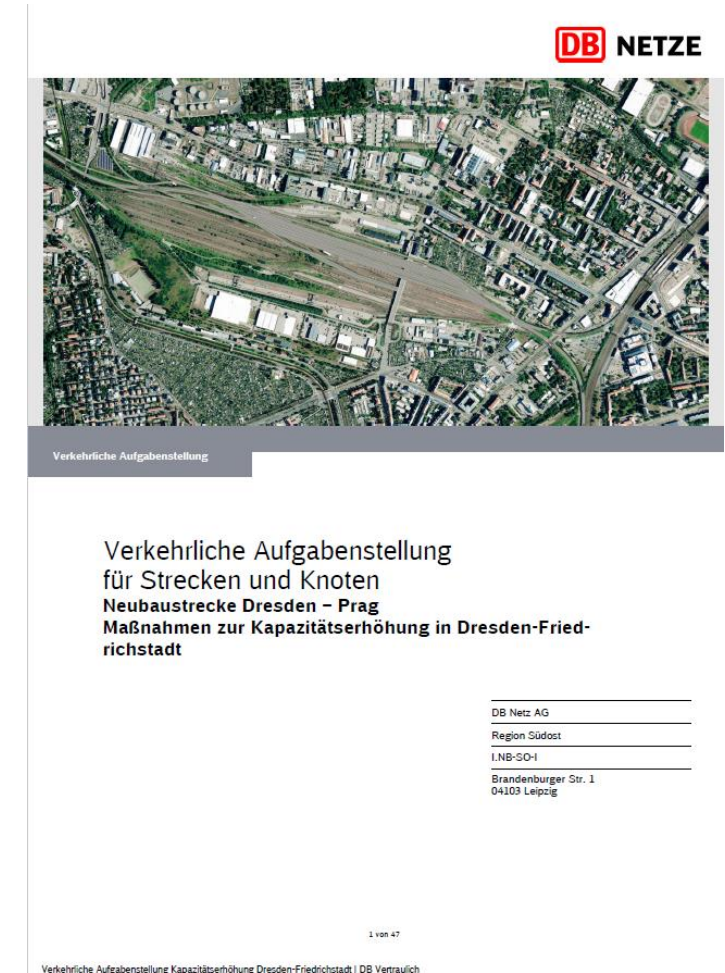 DB NETZE
Verkehrliche Aufgabenstellung
Verkehrliche Aufgabenstellung
für Strecken und Knoten
Neubaustrecke Dresden – Prag
Maßnahmen zur Kapazitätserhöhung in Dresden-Fried-
richstadt
DB Netz AG
Region Südost
I.NB-SO-I
Brandenburger Str. 1
04103 Leipzig
1 von 47
Verkehrliche Aufgabenstellung Kapazitätserhöhung Dresden-Friedrichstadt | DB Vertraulich